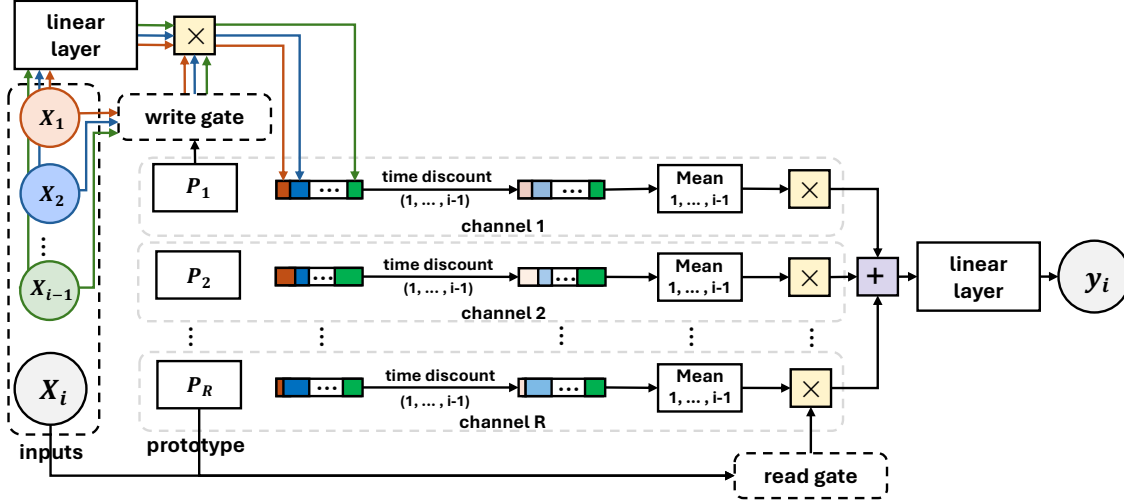 linear
layer
×
X₁
write gate
X₂
⋮
Xᵢ₋₁
Xᵢ
inputs
P₁
...
time discount
(1, ... , i-1)
...
Mean
1, ... , i-1
×
channel 1
P₂
...
time discount
(1, ... , i-1)
...
Mean
1, ... , i-1
×
channel 2
⋮ ⋮ ⋮ ⋮ ⋮
P_R
...
time discount
(1, ... , i-1)
...
Mean
1, ... , i-1
×
channel R
prototype
read gate
+
linear
layer
yᵢ